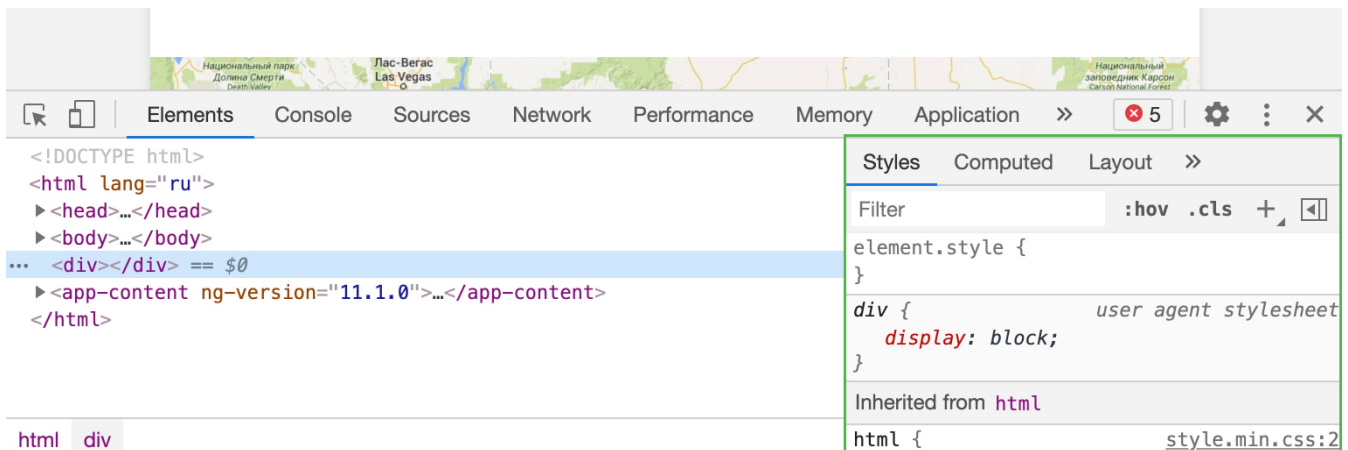 Национальный парк
Долина Смерти
Death Valley
Лас-Вегас
Las Vegas
Национальный
заповедник Карсон
Carson National Forest
Elements Console Sources Network Performance Memory Application » 5
<!DOCTYPE html>
<html lang="ru">
<head>…</head>
<body>…</body>
<div></div> == $0
<app-content ng-version="11.1.0">…</app-content>
</html>
html div
Styles Computed Layout »
Filter :hov .cls +
element.style {
}
div { user agent stylesheet
display: block;
}
Inherited from html
html { style.min.css:2